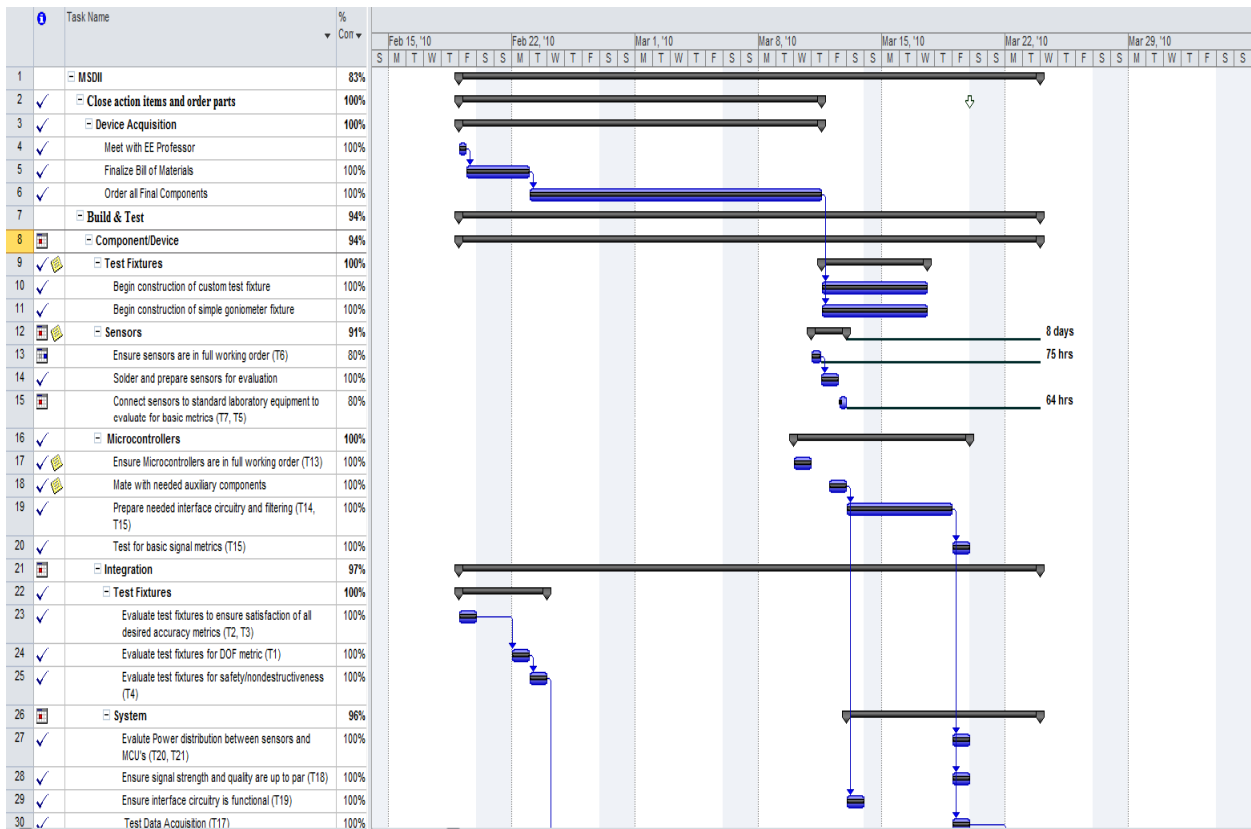 Task Name
%
Com
Feb 15, '10 Feb 22, '10 Mar 1, '10 Mar 8, '10 Mar 15, '10 Mar 22, '10 Mar 29, '10
S M T W T F S S M T W T F S S M T W T F S S M T W T F S S M T W T F S S M T W T F S S M T W T F S S
1 MSDII 83%
2 Close action items and order parts 100%
3 Device Acquisition 100%
4 Meet with EE Professor 100%
5 Finalize Bill of Materials 100%
6 Order all Final Components 100%
7 Build & Test 94%
8 Component/Device 94%
9 Test Fixtures 100%
10 Begin construction of custom test fixture 100%
11 Begin construction of simple goniometer fixture 100%
12 Sensors 91% 8 days
13 Ensure sensors are in full working order (T6) 80% 75 hrs
14 Solder and prepare sensors for evaluation 100%
15 Connect sensors to standard laboratory equipment to 80% 64 hrs
evaluate for basic metrics (T7, T5)
16 Microcontrollers 100%
17 Ensure Microcontrollers are in full working order (T13) 100%
18 Mate with needed auxiliary components 100%
19 Prepare needed interface circuitry and filtering (T14, 100%
T15)
20 Test for basic signal metrics (T15) 100%
21 Integration 97%
22 Test Fixtures 100%
23 Evaluate test fixtures to ensure satisfaction of all 100%
desired accuracy metrics (T2, T3)
24 Evaluate test fixtures for DOF metric (T1) 100%
25 Evaluate test fixtures for safety/nondestructiveness 100%
(T4)
26 System 96%
27 Evalute Power distribution between sensors and 100%
MCU's (T20, T21)
28 Ensure signal strength and quality are up to par (T18) 100%
29 Ensure interface circuitry is functional (T19) 100%
30 Test Data Acquisition (T17) 100%